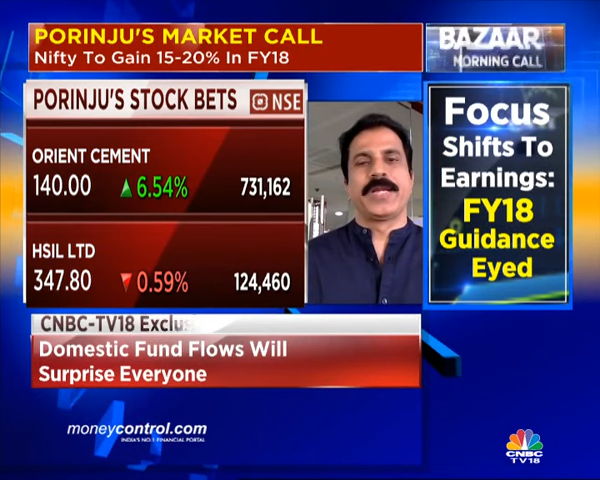 PORINJU'S MARKET CALL
Nifty To Gain 15-20% In FY18
BAZAAR
MORNING CALL
PORINJU'S STOCK BETS NSE
ORIENT CEMENT
140.00 6.54% 731,162
HSIL LTD
347.80 0.59% 124,460
Focus
Shifts To
Earnings:
FY18
Guidance
Eyed
CNBC-TV18 Exclus
Domestic Fund Flows Will
Surprise Everyone
moneycontrol.com
INDIA'S NO.1 FINANCIAL PORTAL
CNBC
TV18